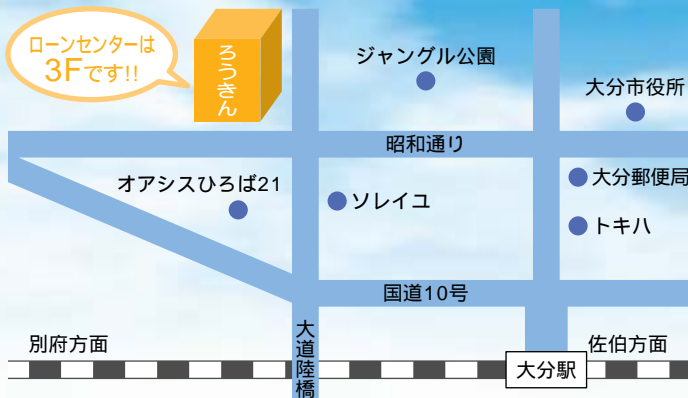 ローンセンターは
3Fです!!
ろうきん
ジャングル公園
大分市役所
昭和通り
オアシスひろば21
ソレイユ
大分郵便局
トキハ
国道10号
別府方面
大道陸橋
佐伯方面
大分駅